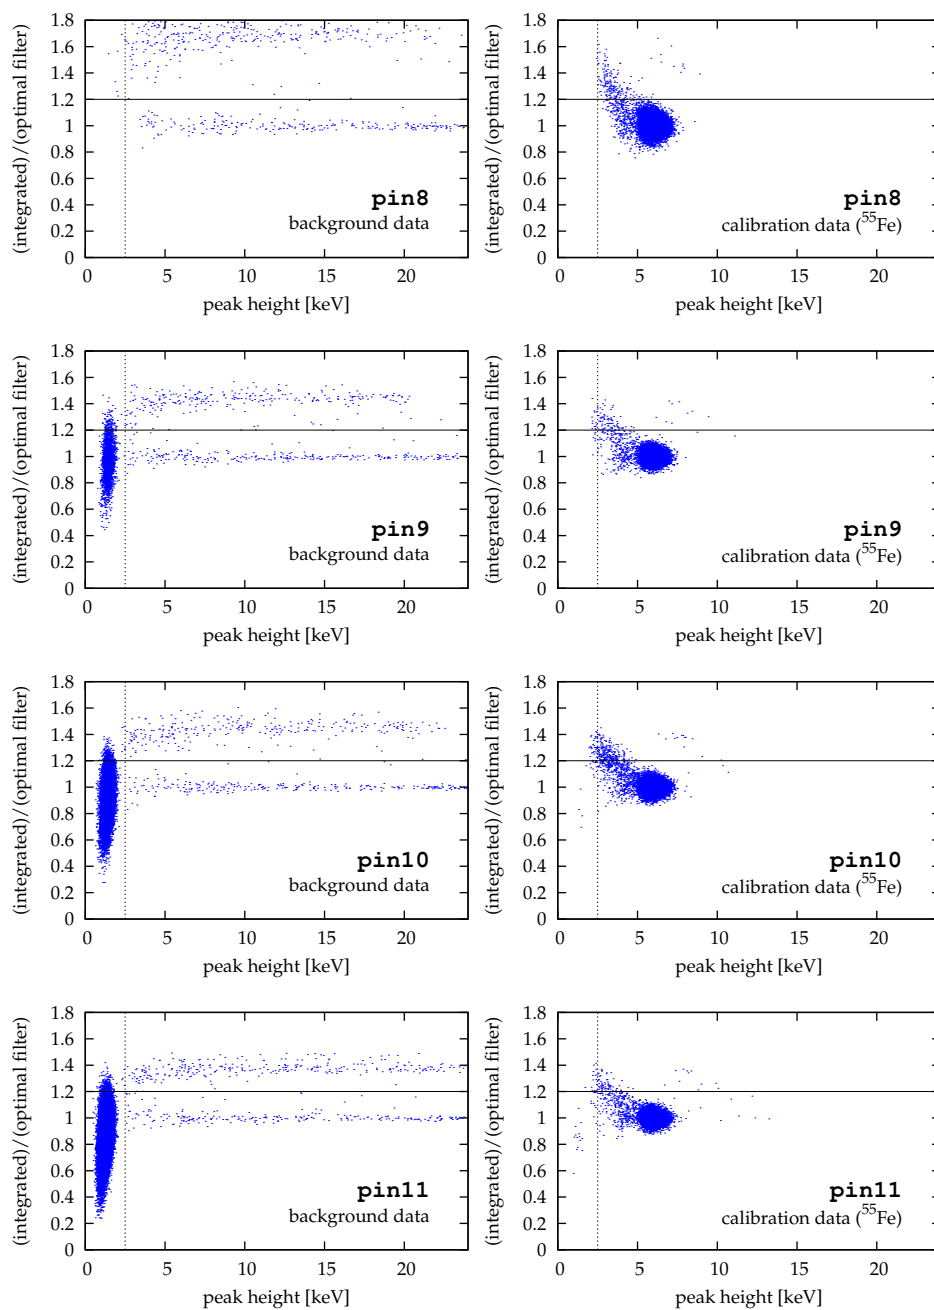 (integrated)/(optimal filter)
1.8
1.6
1.4
1.2
1
0.8
0.6
0.4
0.2
0
pin8
background data
0 5 10 15 20
peak height [keV]
(integrated)/(optimal filter)
1.8
1.6
1.4
1.2
1
0.8
0.6
0.4
0.2
0
pin8
calibration data (⁵⁵Fe)
0 5 10 15 20
peak height [keV]
(integrated)/(optimal filter)
1.8
1.6
1.4
1.2
1
0.8
0.6
0.4
0.2
0
pin9
background data
0 5 10 15 20
peak height [keV]
(integrated)/(optimal filter)
1.8
1.6
1.4
1.2
1
0.8
0.6
0.4
0.2
0
pin9
calibration data (⁵⁵Fe)
0 5 10 15 20
peak height [keV]
(integrated)/(optimal filter)
1.8
1.6
1.4
1.2
1
0.8
0.6
0.4
0.2
0
pin10
background data
0 5 10 15 20
peak height [keV]
(integrated)/(optimal filter)
1.8
1.6
1.4
1.2
1
0.8
0.6
0.4
0.2
0
pin10
calibration data (⁵⁵Fe)
0 5 10 15 20
peak height [keV]
(integrated)/(optimal filter)
1.8
1.6
1.4
1.2
1
0.8
0.6
0.4
0.2
0
pin11
background data
0 5 10 15 20
peak height [keV]
(integrated)/(optimal filter)
1.8
1.6
1.4
1.2
1
0.8
0.6
0.4
0.2
0
pin11
calibration data (⁵⁵Fe)
0 5 10 15 20
peak height [keV]